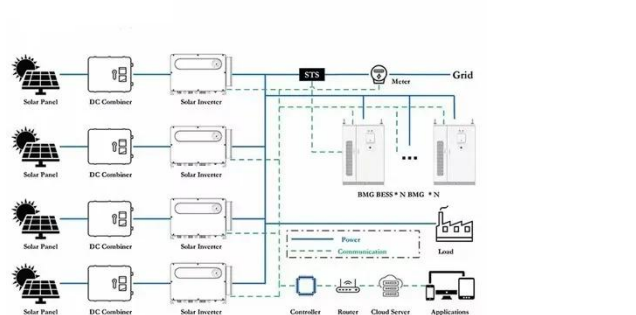 STS
Meter
Grid
Solar Panel
DC Combiner
Solar Inverter
Solar Panel
DC Combiner
Solar Inverter
BMG BESS * N BMG * N
Solar Panel
DC Combiner
Solar Inverter
Power
Communication
Load
Solar Panel
DC Combiner
Solar Inverter
Controller
Router
Cloud Server
Applications